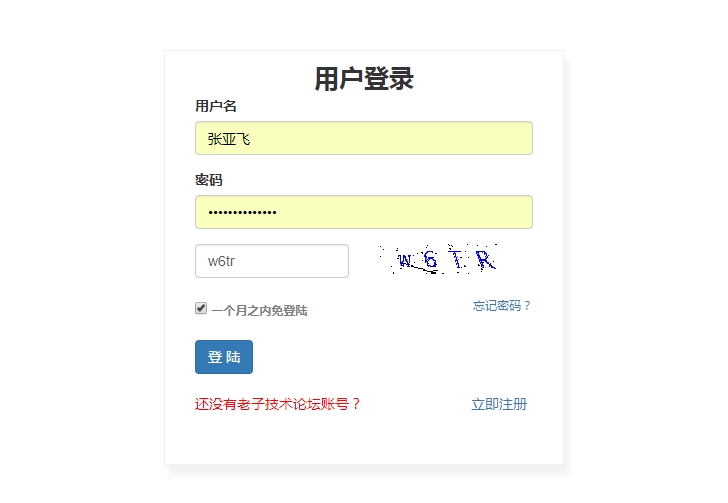 用户登录
用户名
张亚飞
密码
••••••••••••••
w6tr W6TR
一个月之内免登陆 忘记密码？
登 陆
还没有老子技术论坛账号？ 立即注册